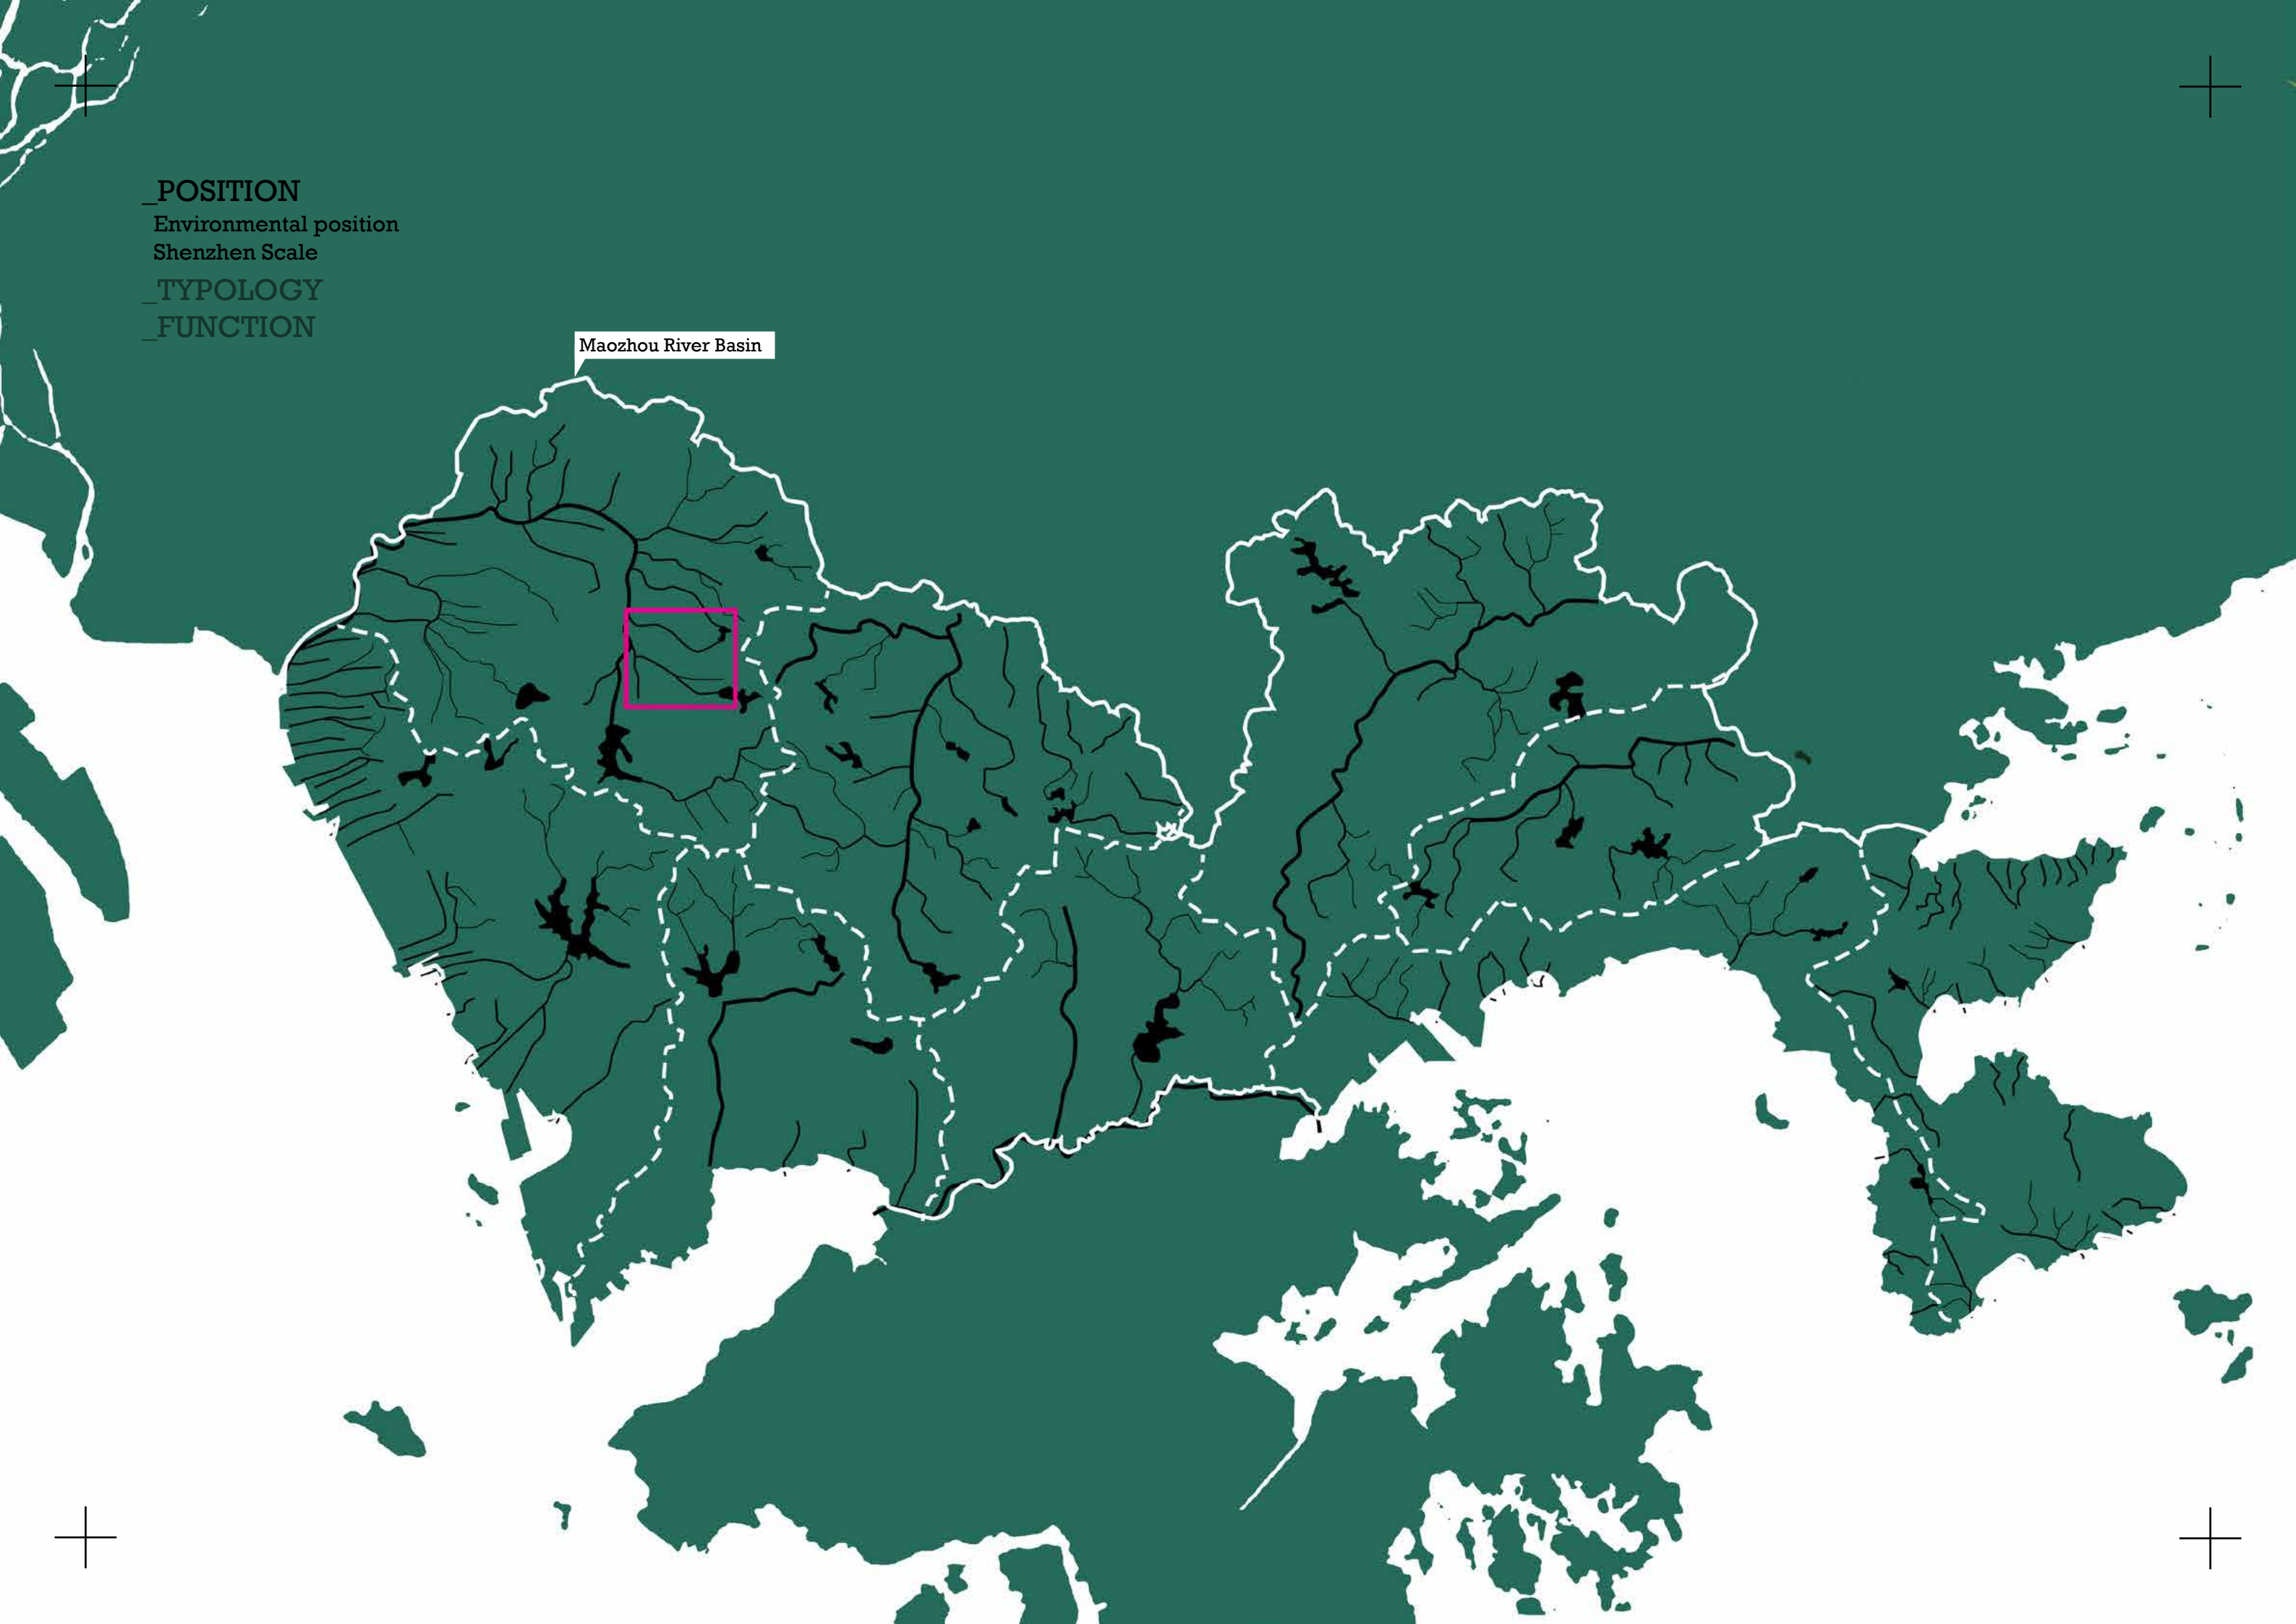 _POSITION
Environmental position
Shenzhen Scale
_TYPOLOGY
_FUNCTION
Maozhou River Basin